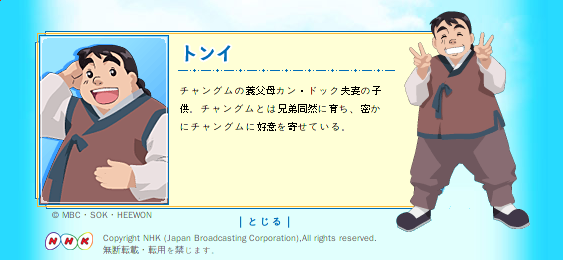 トンイ
チャングムの養父母カン・ドック夫妻の子
供。チャングムとは兄弟同然に育ち、密か
にチャングムに好意を寄せている。
© MBC・SOK・HEEWON
| とじる |
NHK
Copyright NHK (Japan Broadcasting Corporation),All rights reserved.
無断転載・転用を禁じます。